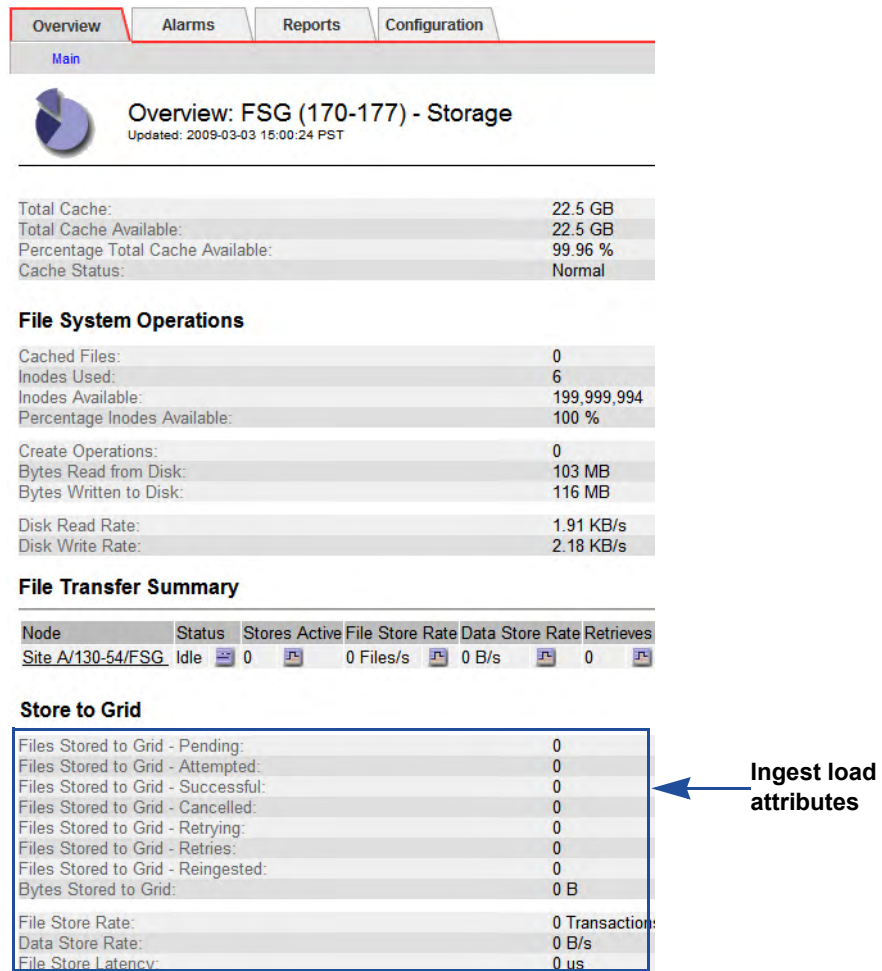 Overview Alarms Reports Configuration
Main
Overview: FSG (170-177) - Storage
Updated: 2009-03-03 15:00:24 PST
Total Cache: 22.5 GB
Total Cache Available: 22.5 GB
Percentage Total Cache Available: 99.96 %
Cache Status: Normal
File System Operations
Cached Files: 0
Inodes Used: 6
Inodes Available: 199,999,994
Percentage Inodes Available: 100 %
Create Operations: 0
Bytes Read from Disk: 103 MB
Bytes Written to Disk: 116 MB
Disk Read Rate: 1.91 KB/s
Disk Write Rate: 2.18 KB/s
File Transfer Summary
Node Status Stores Active File Store Rate Data Store Rate Retrieves
Site A/130-54/FSG Idle 0 0 Files/s 0 B/s 0
Store to Grid
Files Stored to Grid - Pending: 0
Files Stored to Grid - Attempted: 0
Files Stored to Grid - Successful: 0
Files Stored to Grid - Cancelled: 0
Files Stored to Grid - Retrying: 0
Files Stored to Grid - Retries: 0
Files Stored to Grid - Reingested: 0
Bytes Stored to Grid: 0 B
File Store Rate: 0 Transactions
Data Store Rate: 0 B/s
File Store Latency: 0 us
Ingest load
attributes